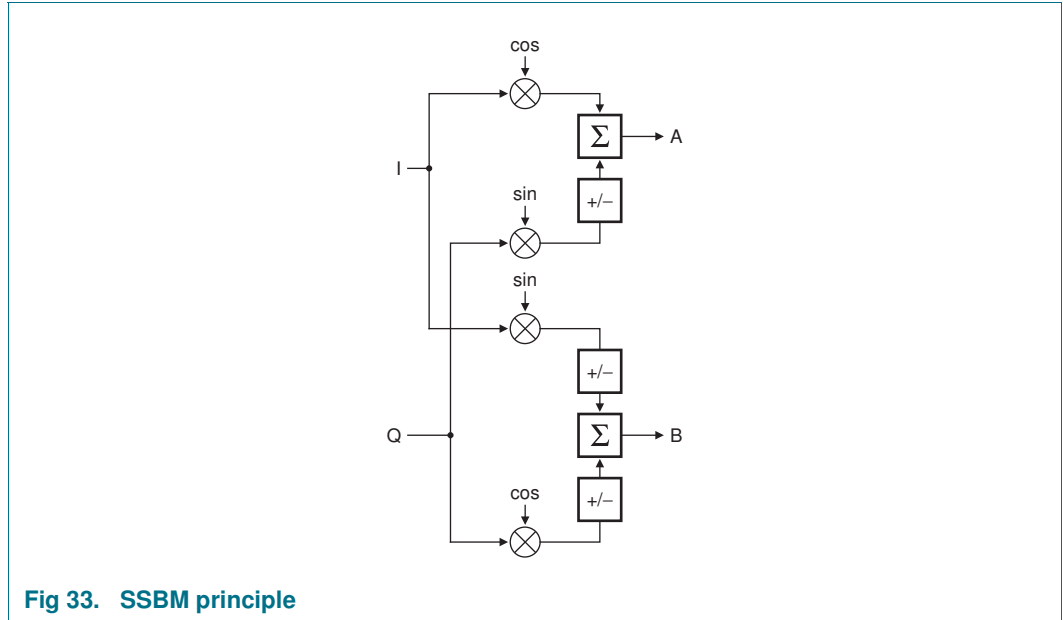 cos
Σ
A
I
+/−
sin
sin
+/−
Q
Σ
B
+/−
cos
Fig 33. SSBM principle